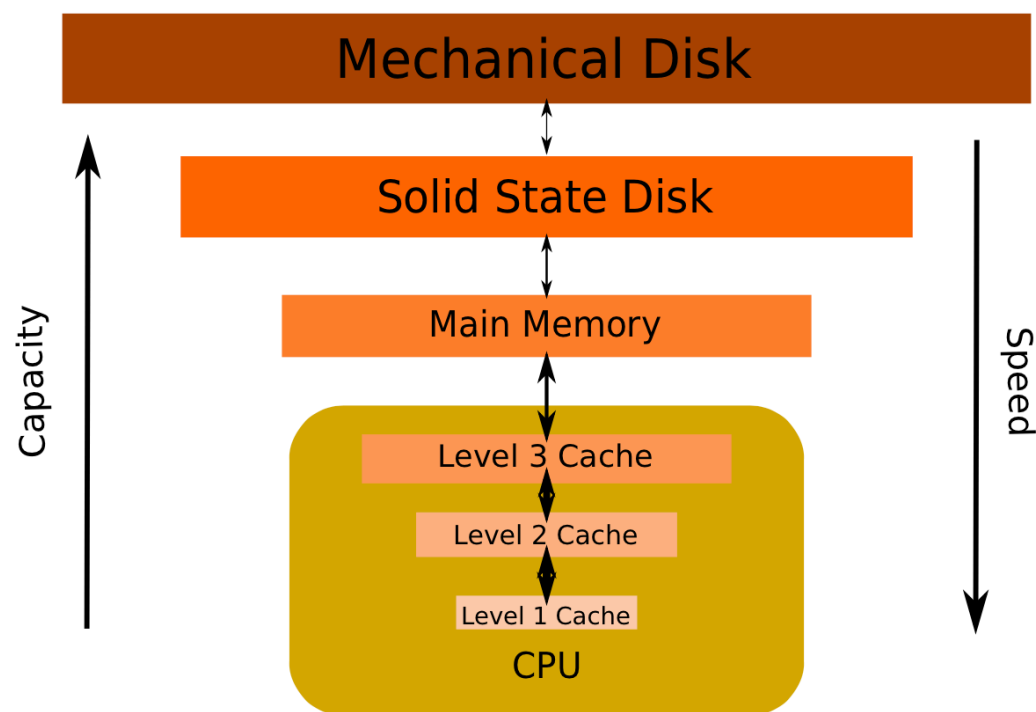 Mechanical Disk
Solid State Disk
Main Memory
Capacity
Speed
Level 3 Cache
Level 2 Cache
Level 1 Cache
CPU